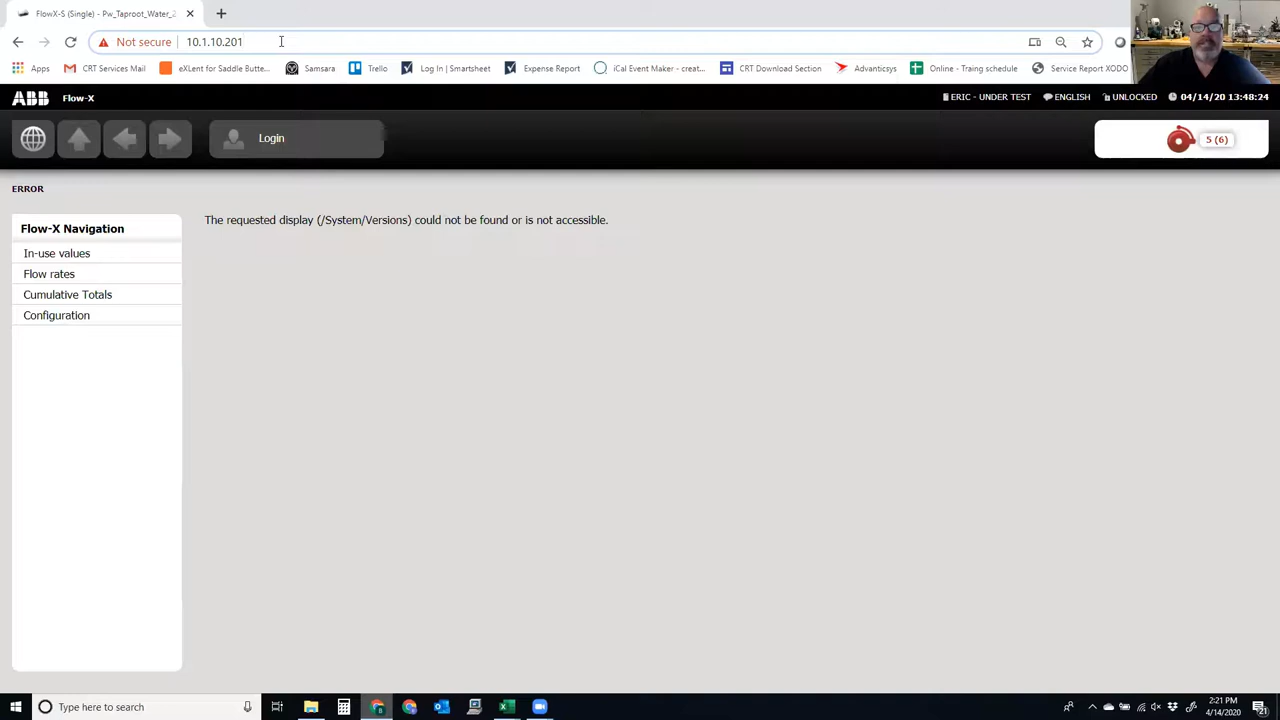 FlowX-S (Single) - Pw_Taproot_Water_2
Not secure
10.1.10.201
Apps
CRT Services Mail
eXLent for Saddle Butte...
Samsara
Trello
Log In | Smartsheet
Expense Report
iCal Event Maker - creat...
CRT Download Section
Advanticsys
Online - Traing schedule
Service Report XODO
ABB
Flow-X
ERIC - UNDER TEST
ENGLISH
UNLOCKED
04/14/20 13:48:24
Login
5 (6)
ERROR
Flow-X Navigation
In-use values
Flow rates
Cumulative Totals
Configuration
The requested display (/System/Versions) could not be found or is not accessible.
Type here to search
2:21 PM
4/14/2020
21